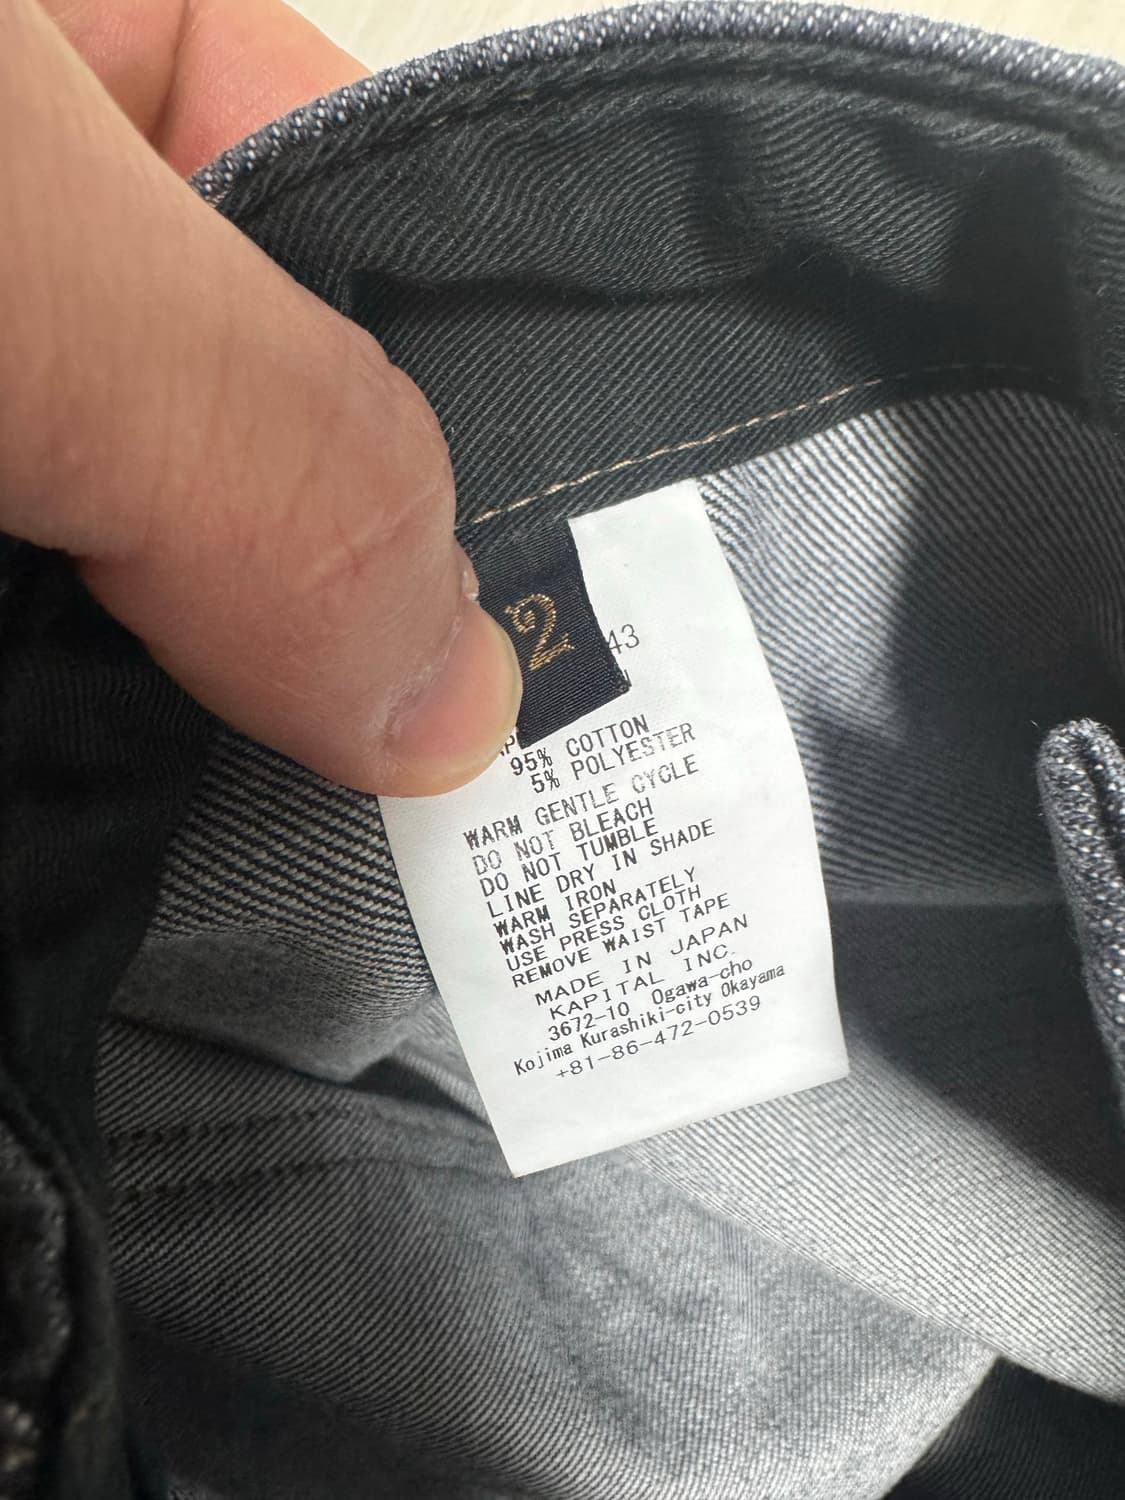 2
43
95% COTTON
5% POLYESTER
WARM GENTLE CYCLE
DO NOT BLEACH
DO NOT TUMBLE
LINE DRY IN SHADE
WARM IRON
WASH SEPARATELY
USE PRESS CLOTH
REMOVE WAIST TAPE
MADE IN JAPAN
KAPITAL INC.
3672-10 Ogawa-cho
Kojima Kurashiki-city Okayama
+81-86-472-0539